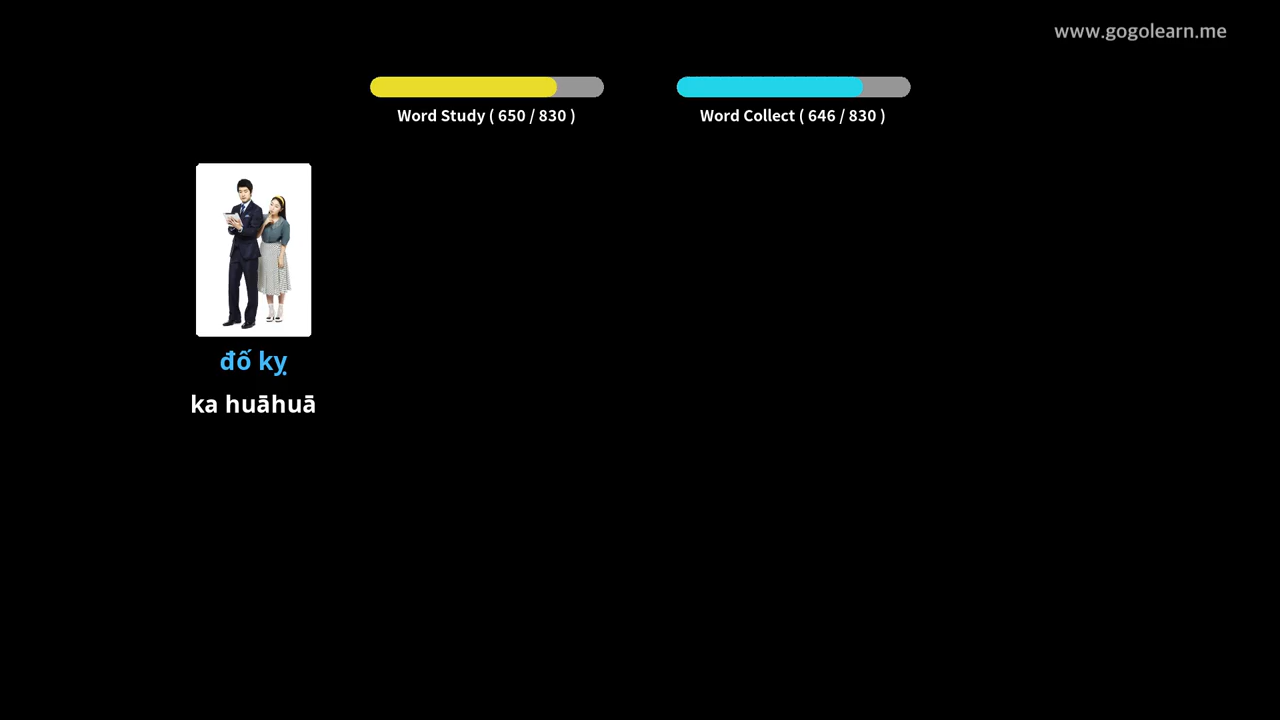 www.gogolearn.me
Word Study ( 650 / 830 )
Word Collect ( 646 / 830 )
đố kỵ
ka huāhuā